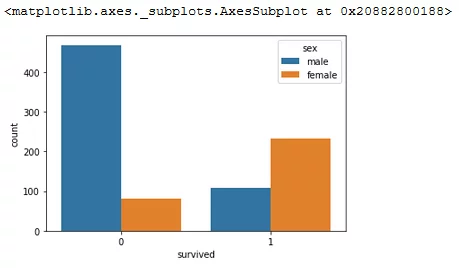 <matplotlib.axes._subplots.AxesSubplot at 0x20882800188>
sex
male
female
400
300
200
100
0
count
0 1
survived